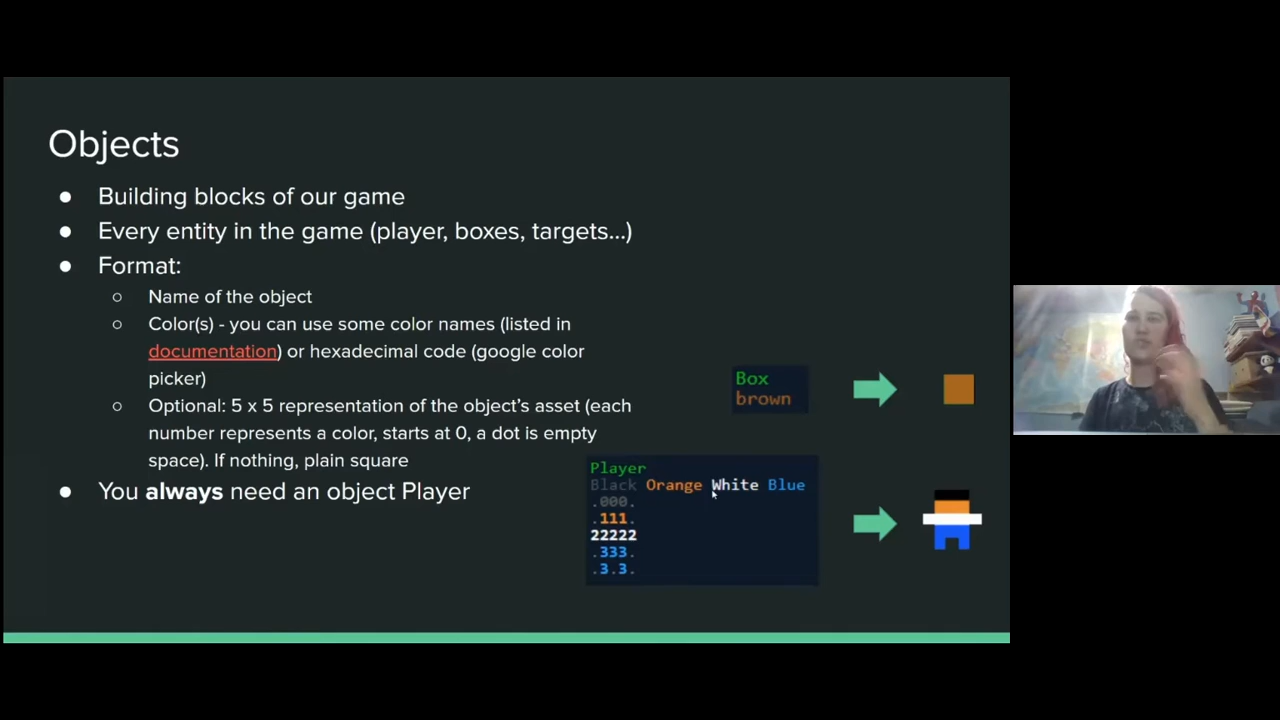 Objects
● Building blocks of our game
● Every entity in the game (player, boxes, targets...)
● Format:
○ Name of the object
○ Color(s) - you can use some color names (listed in
documentation) or hexadecimal code (google color
picker)
○ Optional: 5 x 5 representation of the object's asset (each
number represents a color, starts at 0, a dot is empty
space). If nothing, plain square
● You always need an object Player
Box
brown
Player
Black Orange White Blue
.000.
.111.
22222
.333.
.3.3.